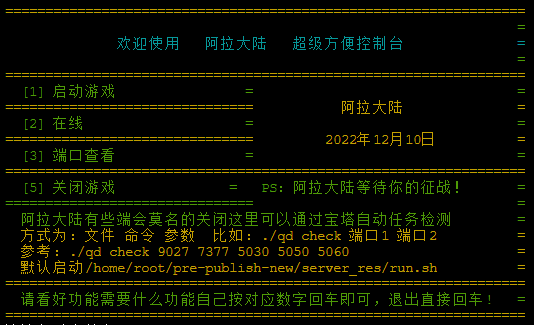 欢迎使用 阿拉大陆 超级方便控制台
[1] 启动游戏
阿拉大陆
[2] 在线
2022年12月10日
[3] 端口查看
[5] 关闭游戏 = PS: 阿拉大陆等待你的征战!
阿拉大陆有些端会莫名的关闭这里可以通过宝塔自动任务检测
方式为: 文件 命令 参数 比如: ./qd check 端口1 端口2
参考: ./qd check 9027 7377 5030 5050 5060
默认启动/home/root/pre-publish-new/server_res/run.sh
请看好功能需要什么功能自己按对应数字回车即可, 退出直接回车!